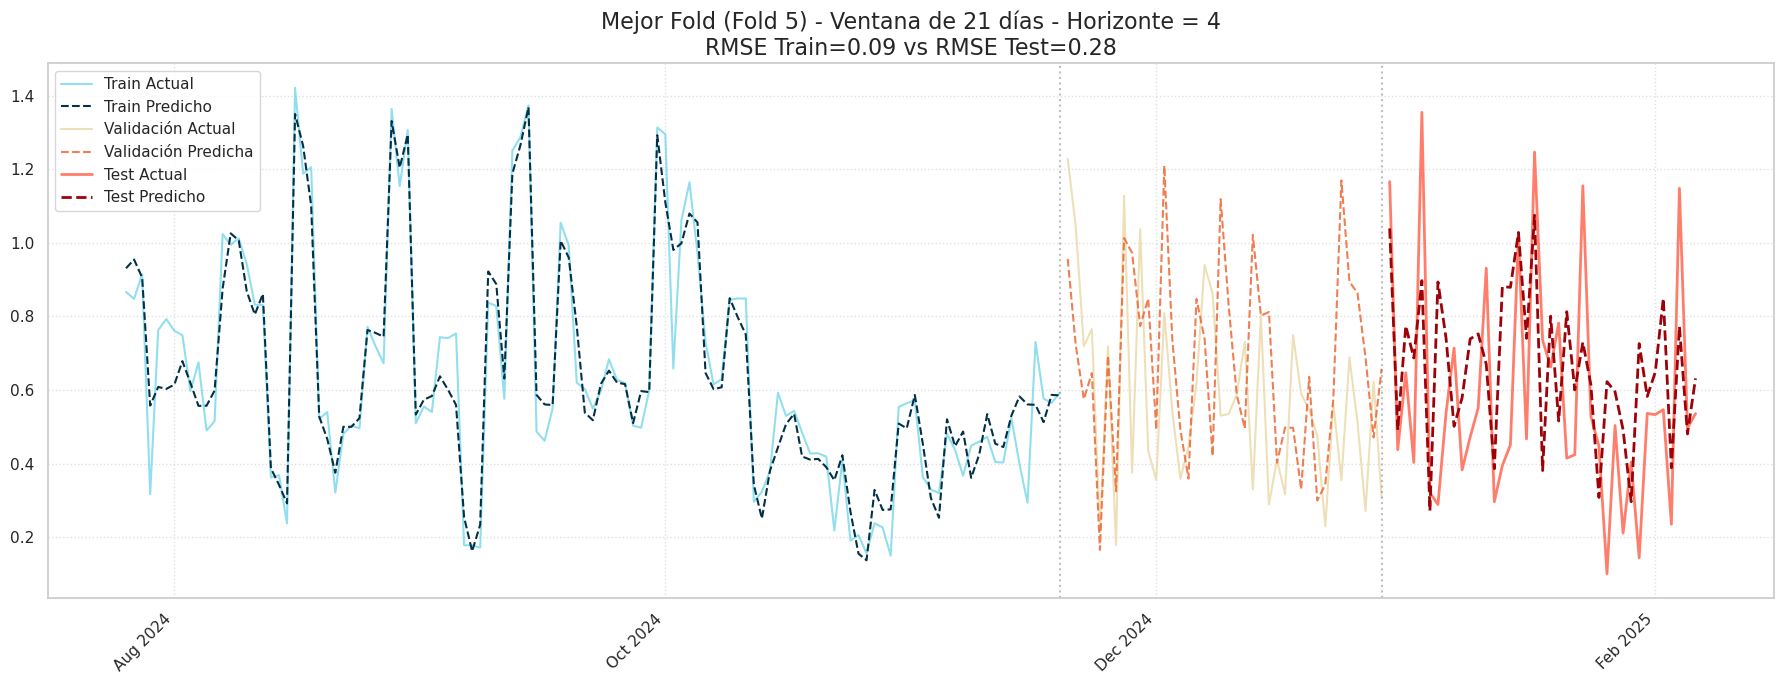 Mejor Fold (Fold 5) - Ventana de 21 días - Horizonte = 4
RMSE Train=0.09 vs RMSE Test=0.28
Train Actual
Train Predicho
Validación Actual
Validación Predicha
Test Actual
Test Predicho
1.4
1.2
1.0
0.8
0.6
0.4
0.2
Aug 2024
Oct 2024
Dec 2024
Feb 2025